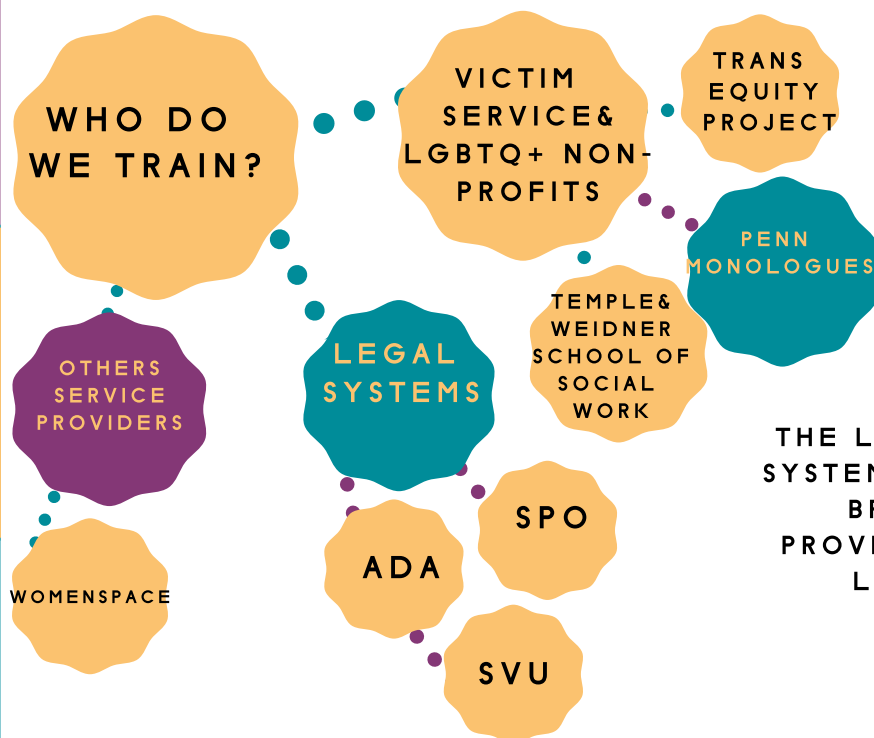 WHO DO
WE TRAIN?
VICTIM
SERVICE&
LGBTQ+ NON-
PROFITS
TRANS
EQUITY
PROJECT
PENN
MONOLOGUES
TEMPLE&
WEIDNER
SCHOOL OF
SOCIAL
WORK
OTHERS
SERVICE
PROVIDERS
LEGAL
SYSTEMS
WOMENSPACE
ADA
SPO
SVU
THE